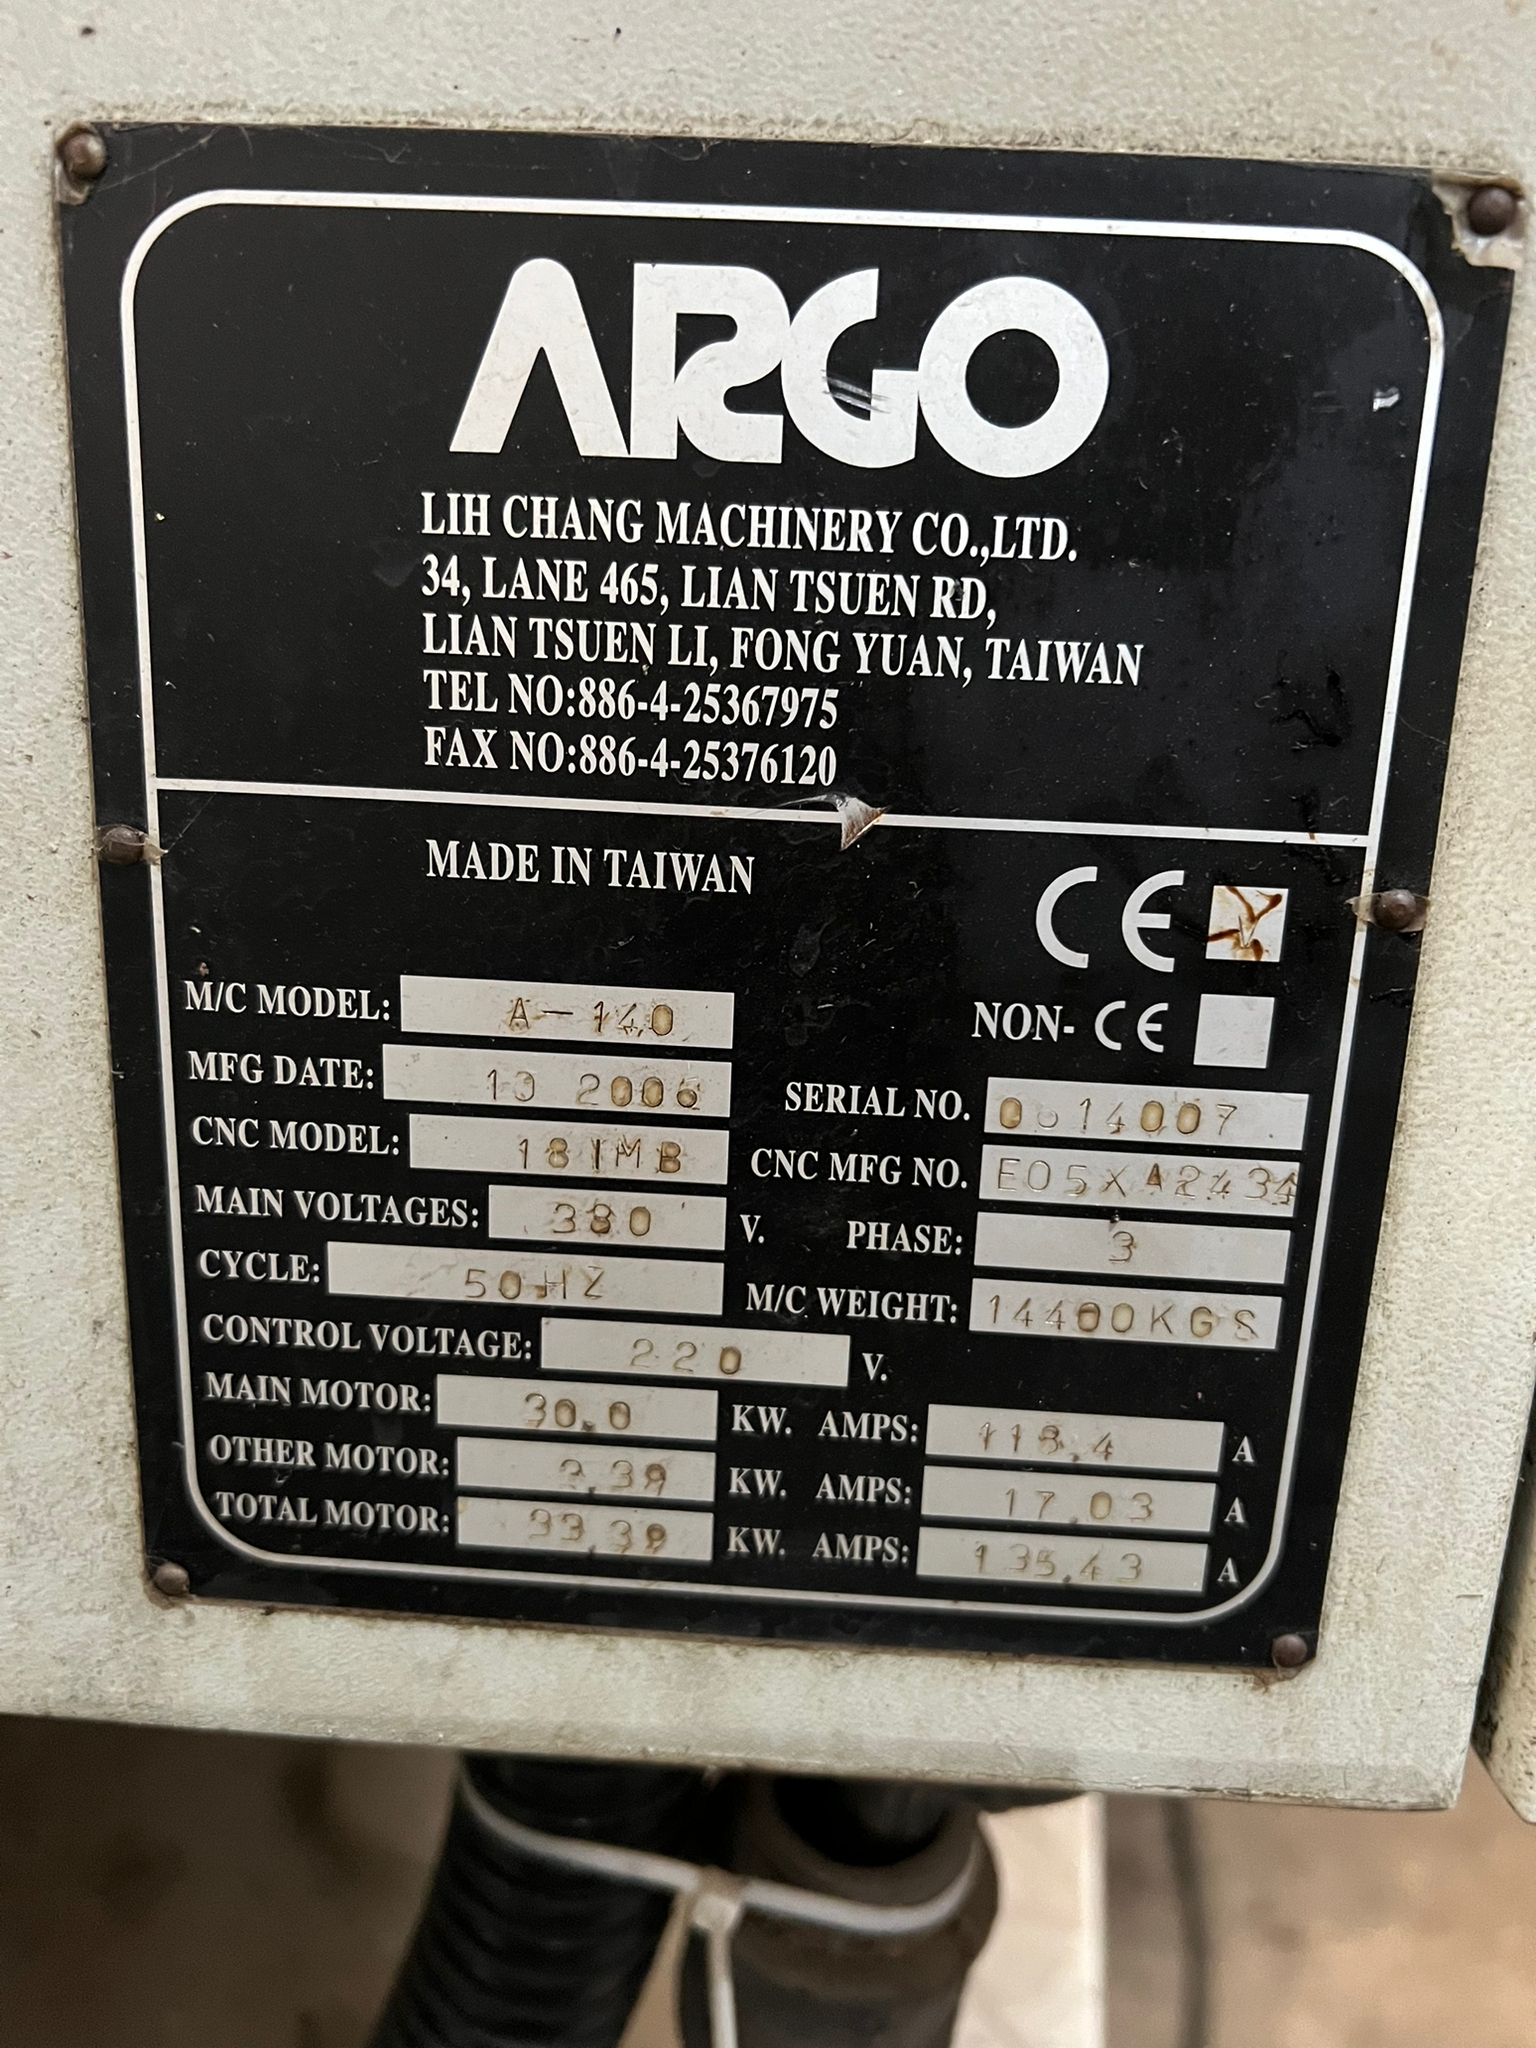 ARGO
LIH CHANG MACHINERY CO.,LTD.
34, LANE 465, LIAN TSUEN RD,
LIAN TSUEN LI, FONG YUAN, TAIWAN
TEL NO:886-4-25367975
FAX NO:886-4-25376120
MADE IN TAIWAN
CE
NON- CE
M/C MODEL: A-140
MFG DATE: 10 2006
SERIAL NO. 0614007
CNC MODEL: 18IMB
CNC MFG NO. E05XA2434
MAIN VOLTAGES: 380 V. PHASE: 3
CYCLE: 50HZ
M/C WEIGHT: 14400KGS
CONTROL VOLTAGE: 220 V.
MAIN MOTOR: 30.0 KW. AMPS: 118.4 A
OTHER MOTOR: 3.39 KW. AMPS: 17.03 A
TOTAL MOTOR: 33.39 KW. AMPS: 135.43 A